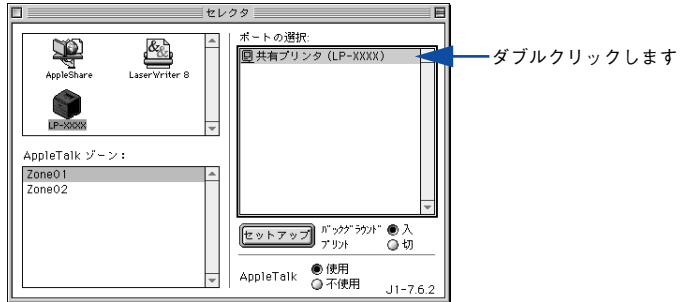 セレクタ
AppleShare
LaserWriter 8
LP-XXXX
AppleTalk ゾーン：
Zone01
Zone02
ポートの選択:
共有プリンタ (LP-XXXX)
ダブルクリックします
セットアップ
ﾊﾞｯｸｸﾞﾗｳﾝﾄﾞ
ﾌﾟﾘﾝﾄ
入
切
AppleTalk
使用
不使用
J1-7.6.2